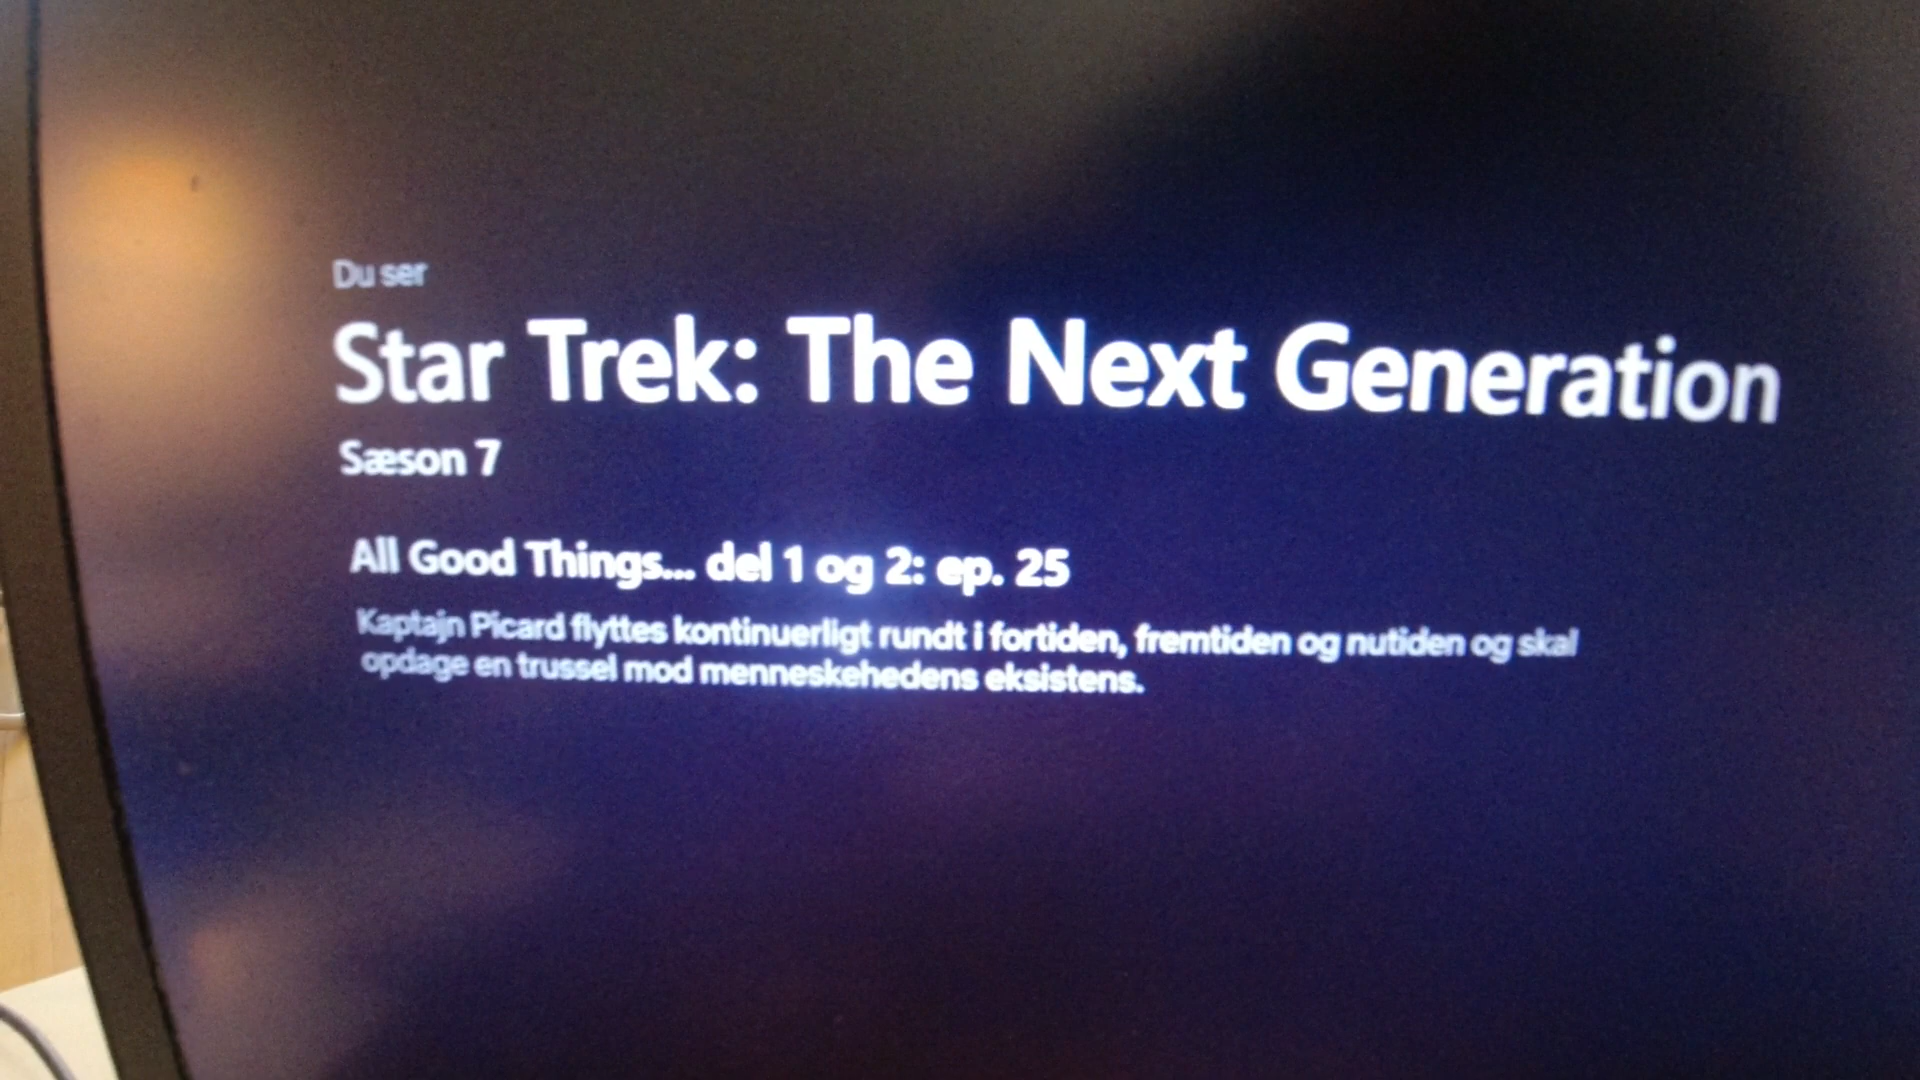 Du ser
Star Trek: The Next Generation
Sæson 7
All Good Things... del 1 og 2: ep. 25
Kaptajn Picard flyttes kontinuerligt rundt i fortiden, fremtiden og nutiden og skal
opdage en trussel mod menneskehedens eksistens.